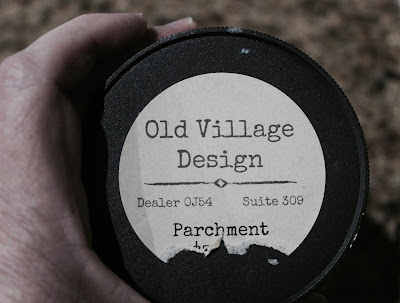 Old Village
Design
Dealer OJ54 Suite 309
Parchment